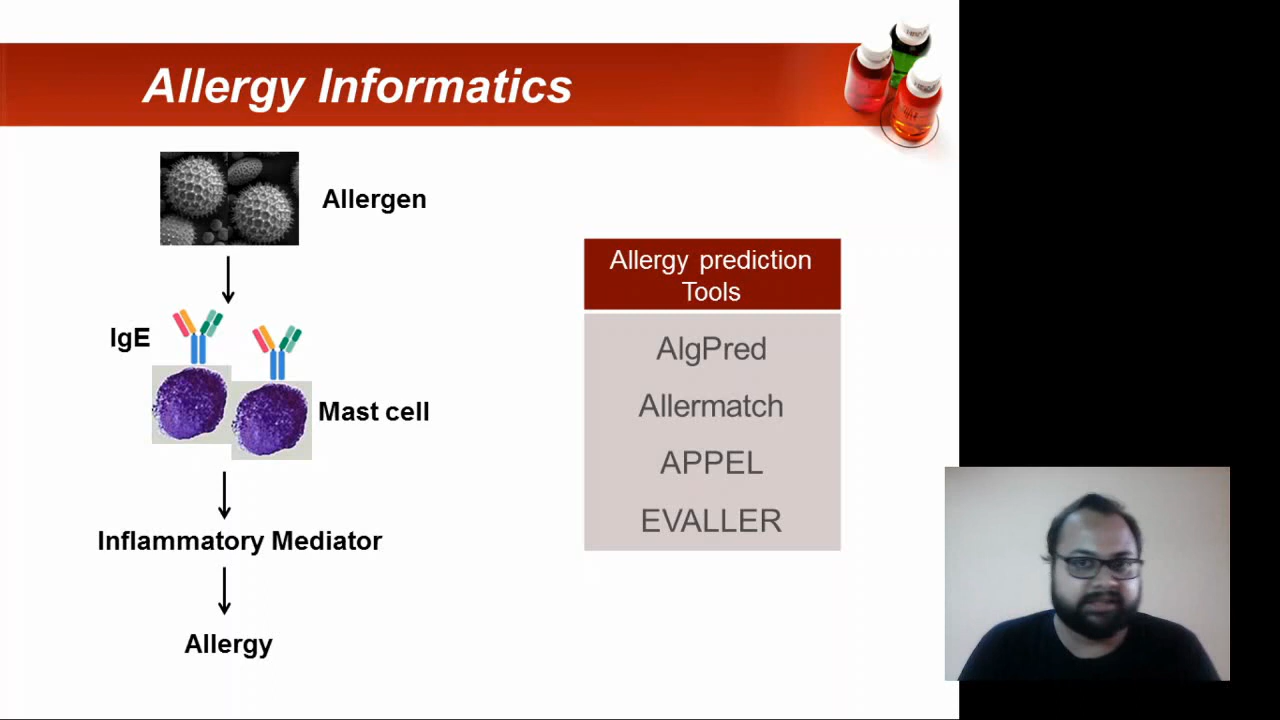 Allergy Informatics
Allergen
IgE
Mast cell
Inflammatory Mediator
Allergy
Allergy prediction
Tools
AlgPred
Allermatch
APPEL
EVALLER